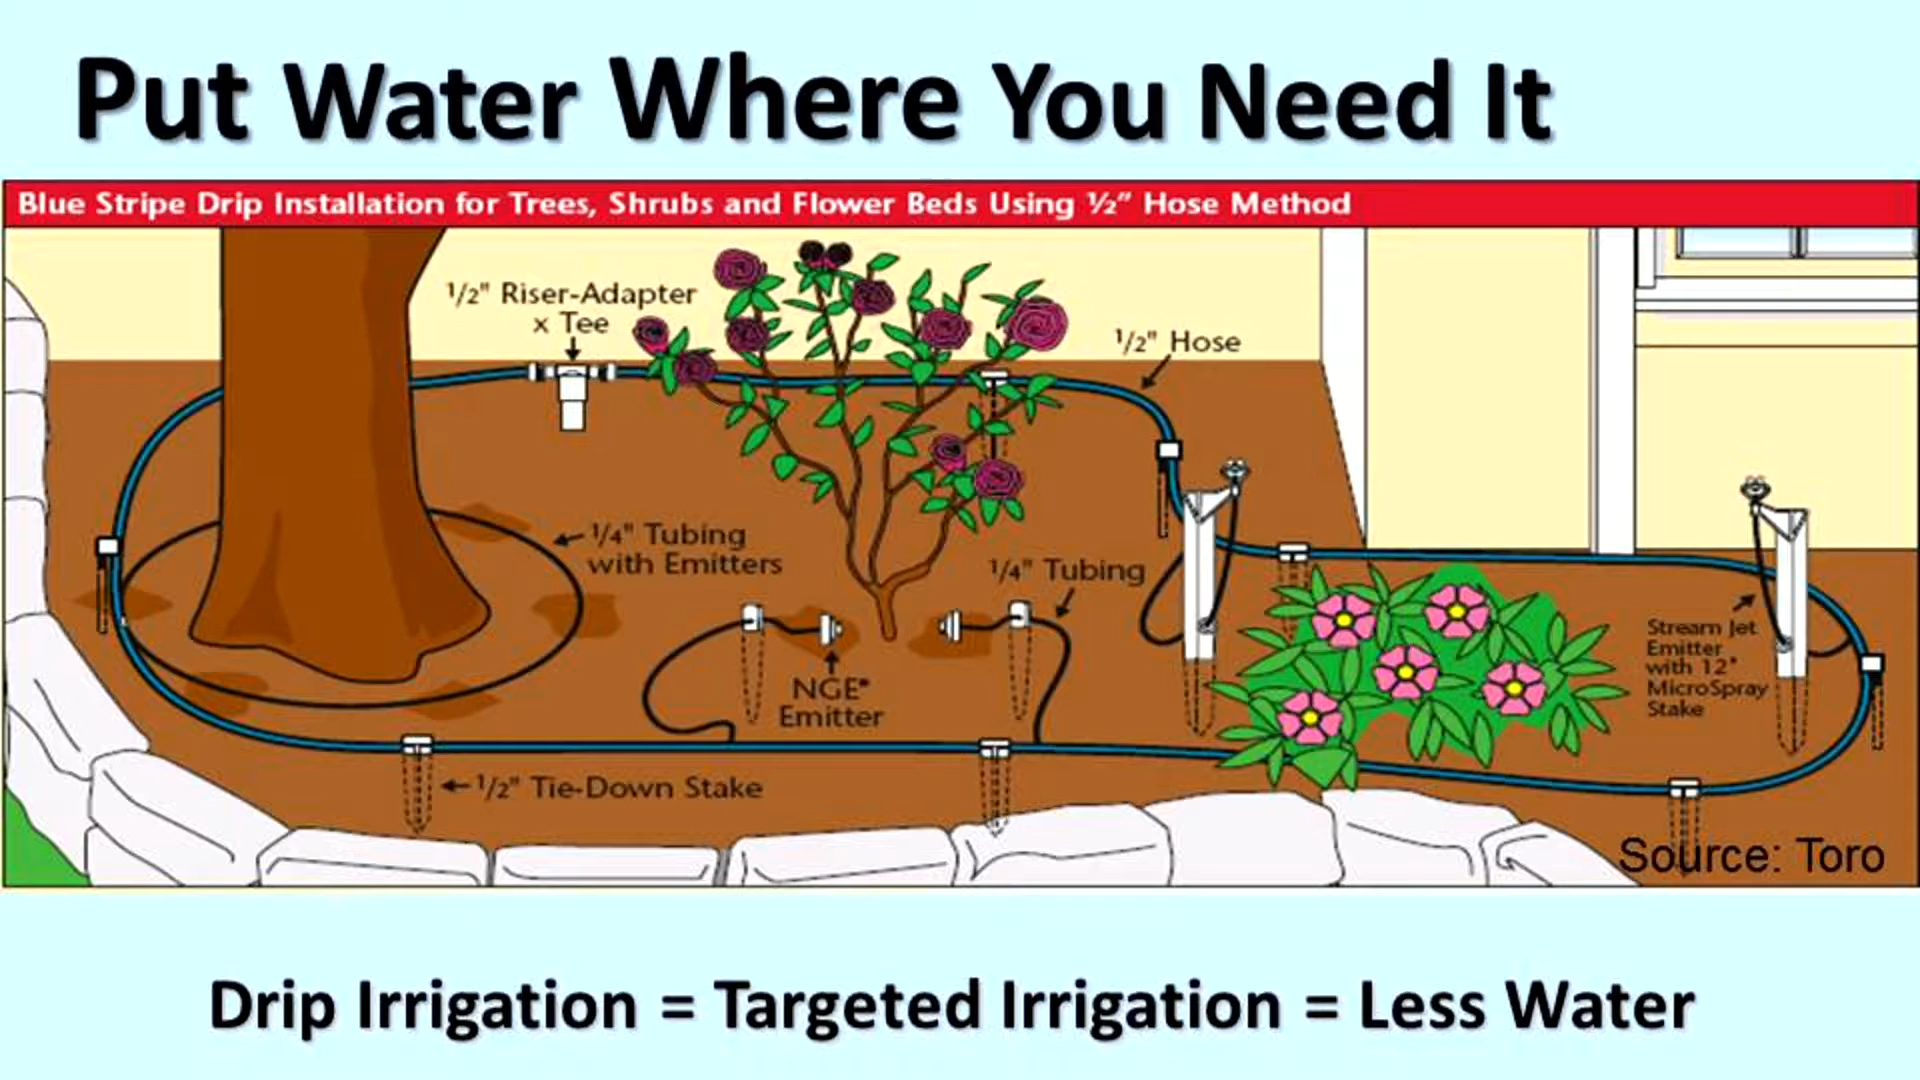 Put Water Where You Need It
Blue Stripe Drip Installation for Trees, Shrubs and Flower Beds Using ½" Hose Method
1/2" Riser-Adapter
x Tee
1/2" Hose
1/4" Tubing
with Emitters
1/4" Tubing
NGE®
Emitter
Stream Jet
Emitter
with 12"
MicroSpray
Stake
1/2" Tie-Down Stake
Source: Toro
Drip Irrigation = Targeted Irrigation = Less Water